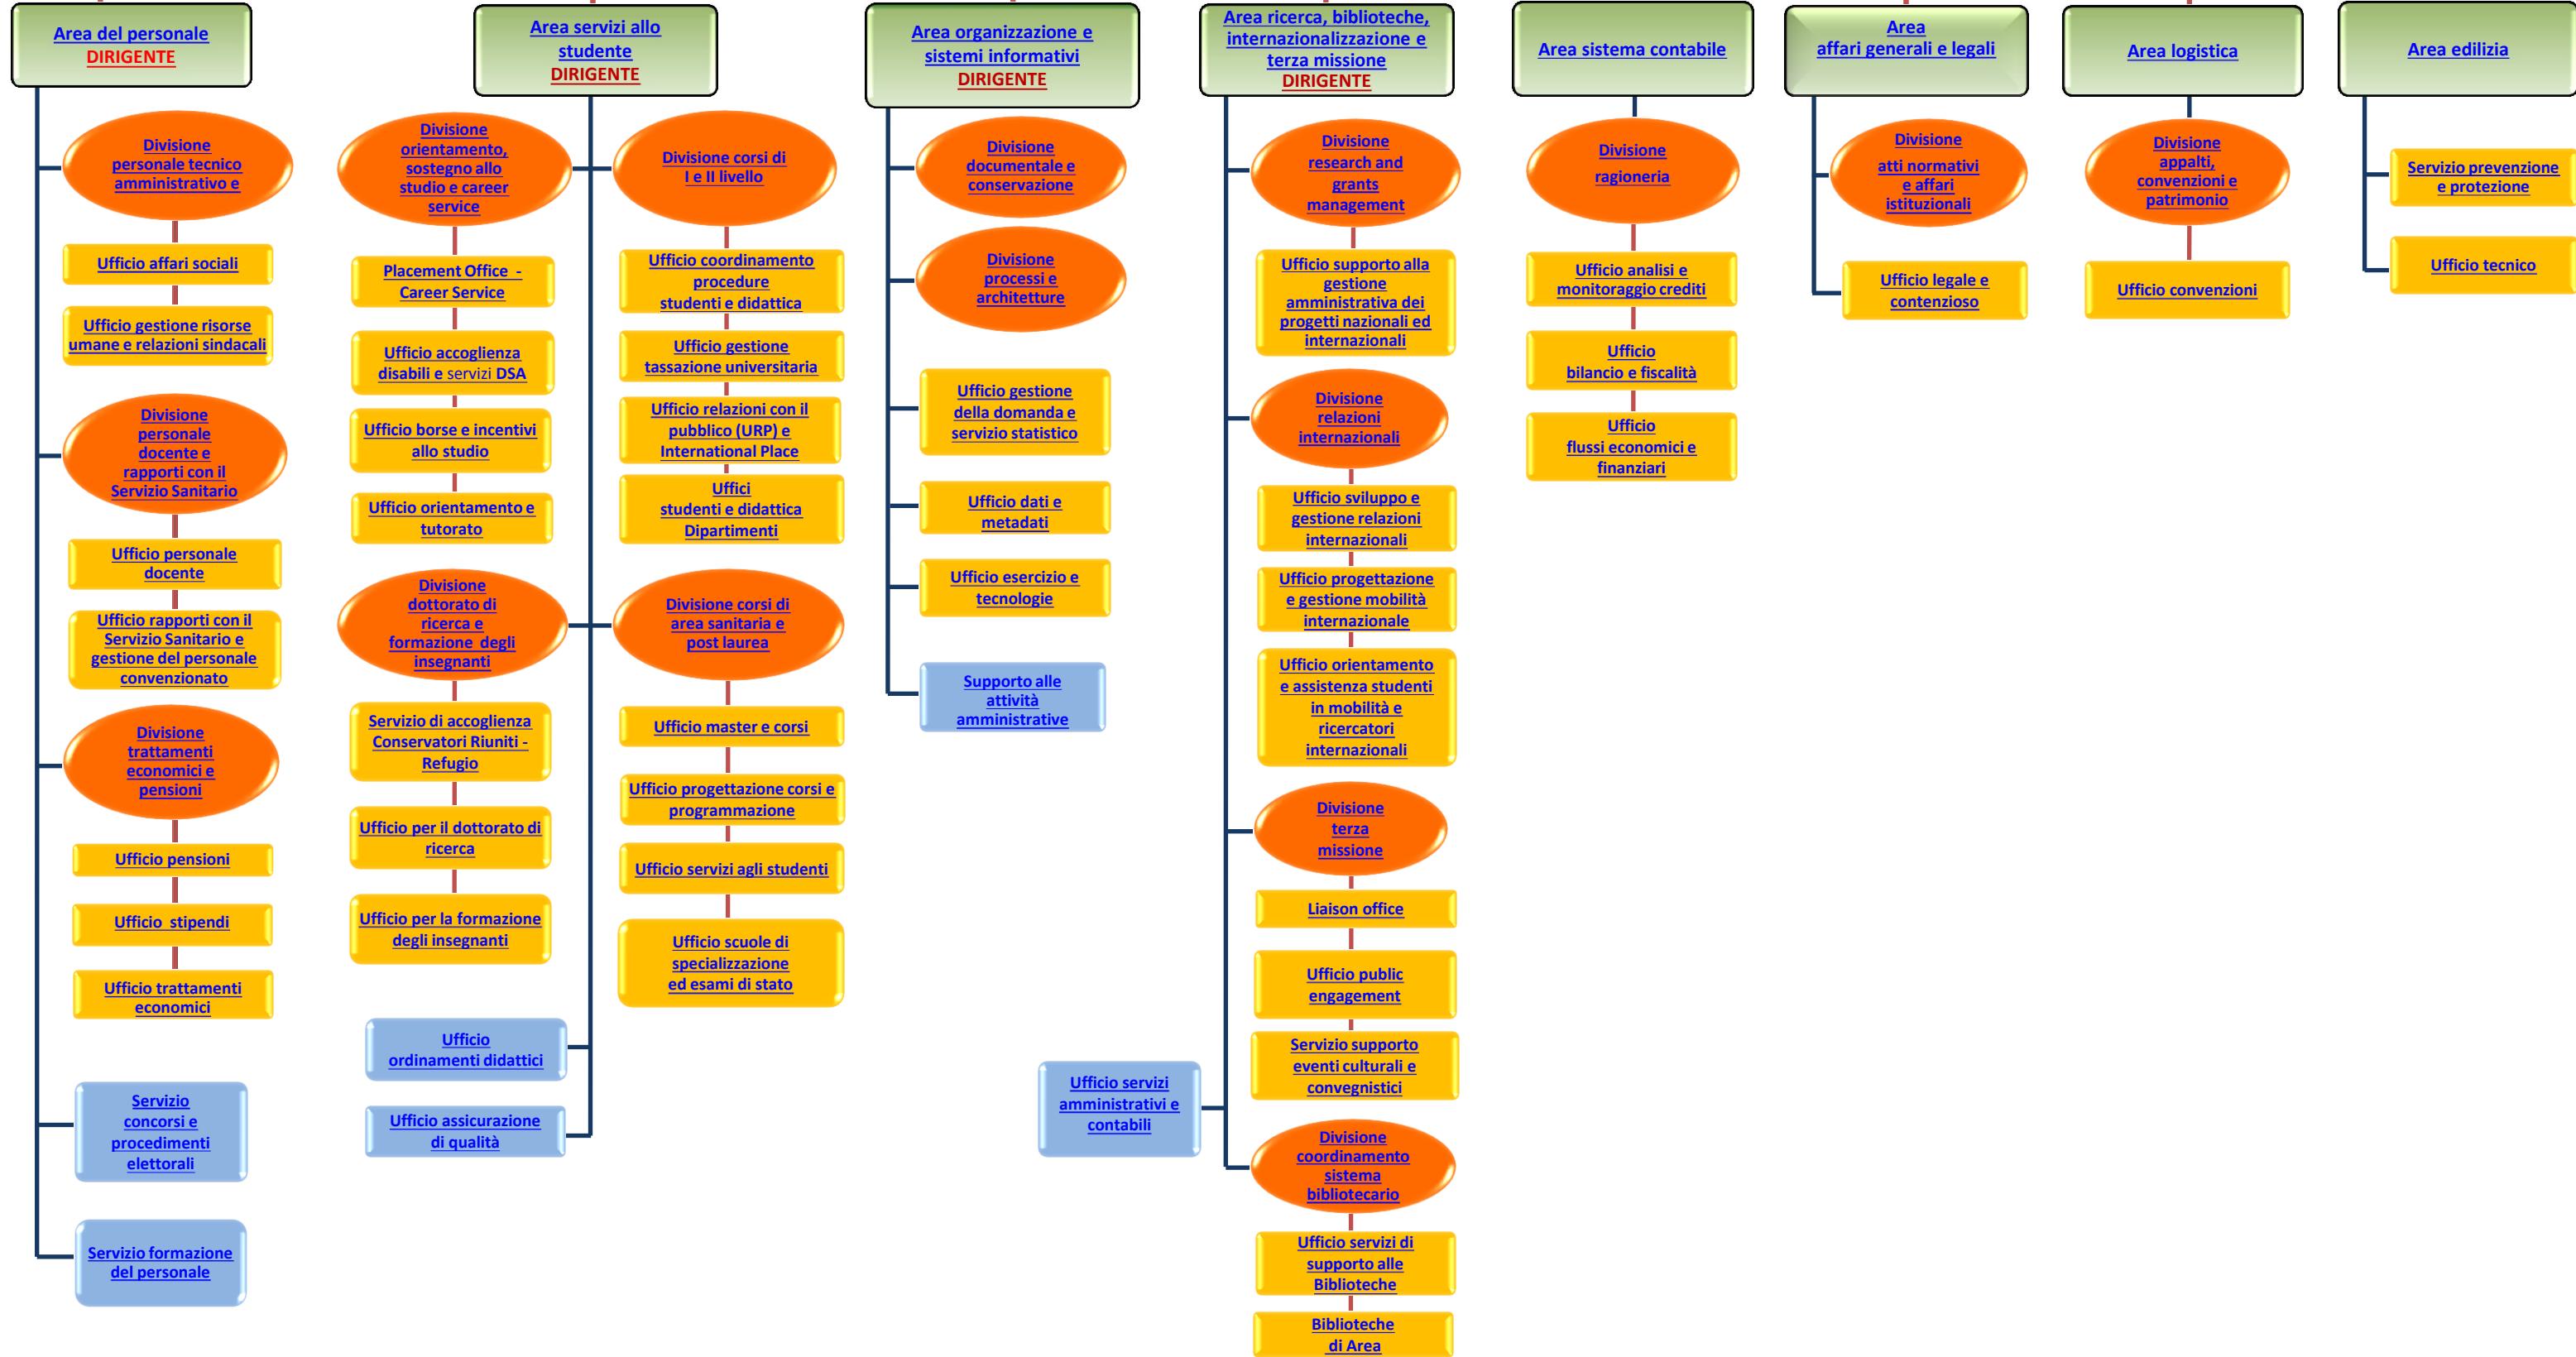 Area del personale
DIRIGENTE
Divisione
personale tecnico
amministrativo e
Ufficio affari sociali
Ufficio gestione risorse
umane e relazioni sindacali
Divisione
personale
docente e
rapporti con il
Servizio Sanitario
Ufficio personale
docente
Ufficio rapporti con il
Servizio Sanitario e
gestione del personale
convenzionato
Divisione
trattamenti
economici e
pensioni
Ufficio pensioni
Ufficio stipendi
Ufficio trattamenti
economici
Servizio
concorsi e
procedimenti
elettorali
Servizio formazione
del personale
Area servizi allo
studente
DIRIGENTE
Divisione
orientamento,
sostegno allo
studio e career
service
Placement Office -
Career Service
Ufficio accoglienza
disabili e servizi DSA
Ufficio borse e incentivi
allo studio
Ufficio orientamento e
tutorato
Divisione
dottorato di
ricerca e
formazione degli
insegnanti
Servizio di accoglienza
Conservatori Riuniti -
Refugio
Ufficio per il dottorato di
ricerca
Ufficio per la formazione
degli insegnanti
Ufficio
ordinamenti didattici
Ufficio assicurazione
di qualità
Divisione corsi di
I e II livello
Ufficio coordinamento
procedure
studenti e didattica
Ufficio gestione
tassazione universitaria
Ufficio relazioni con il
pubblico (URP) e
International Place
Uffici
studenti e didattica
Dipartimenti
Divisione corsi di
area sanitaria e
post laurea
Ufficio master e corsi
Ufficio progettazione corsi e
programmazione
Ufficio servizi agli studenti
Ufficio scuole di
specializzazione
ed esami di stato
Area organizzazione e
sistemi informativi
DIRIGENTE
Divisione
documentale e
conservazione
Divisione
processi e
architetture
Ufficio gestione
della domanda e
servizio statistico
Ufficio dati e
metadati
Ufficio esercizio e
tecnologie
Supporto alle
attività
amministrative
Area ricerca, biblioteche,
internazionalizzazione e
terza missione
DIRIGENTE
Divisione
research and
grants
management
Ufficio supporto alla
gestione
amministrativa dei
progetti nazionali ed
internazionali
Divisione
relazioni
internazionali
Ufficio sviluppo e
gestione relazioni
internazionali
Ufficio progettazione
e gestione mobilità
internazionale
Ufficio orientamento
e assistenza studenti
in mobilità e
ricercatori
internazionali
Divisione
terza
missione
Liaison office
Ufficio public
engagement
Servizio supporto
eventi culturali e
convegnistici
Ufficio servizi
amministrativi e
contabili
Divisione
coordinamento
sistema
bibliotecario
Ufficio servizi di
supporto alle
Biblioteche
Biblioteche
di Area
Area sistema contabile
Divisione
ragioneria
Ufficio analisi e
monitoraggio crediti
Ufficio
bilancio e fiscalità
Ufficio
flussi economici e
finanziari
Area
affari generali e legali
Divisione
atti normativi
e affari
istituzionali
Ufficio legale e
contenzioso
Area logistica
Divisione
appalti,
convenzioni e
patrimonio
Ufficio convenzioni
Area edilizia
Servizio prevenzione
e protezione
Ufficio tecnico